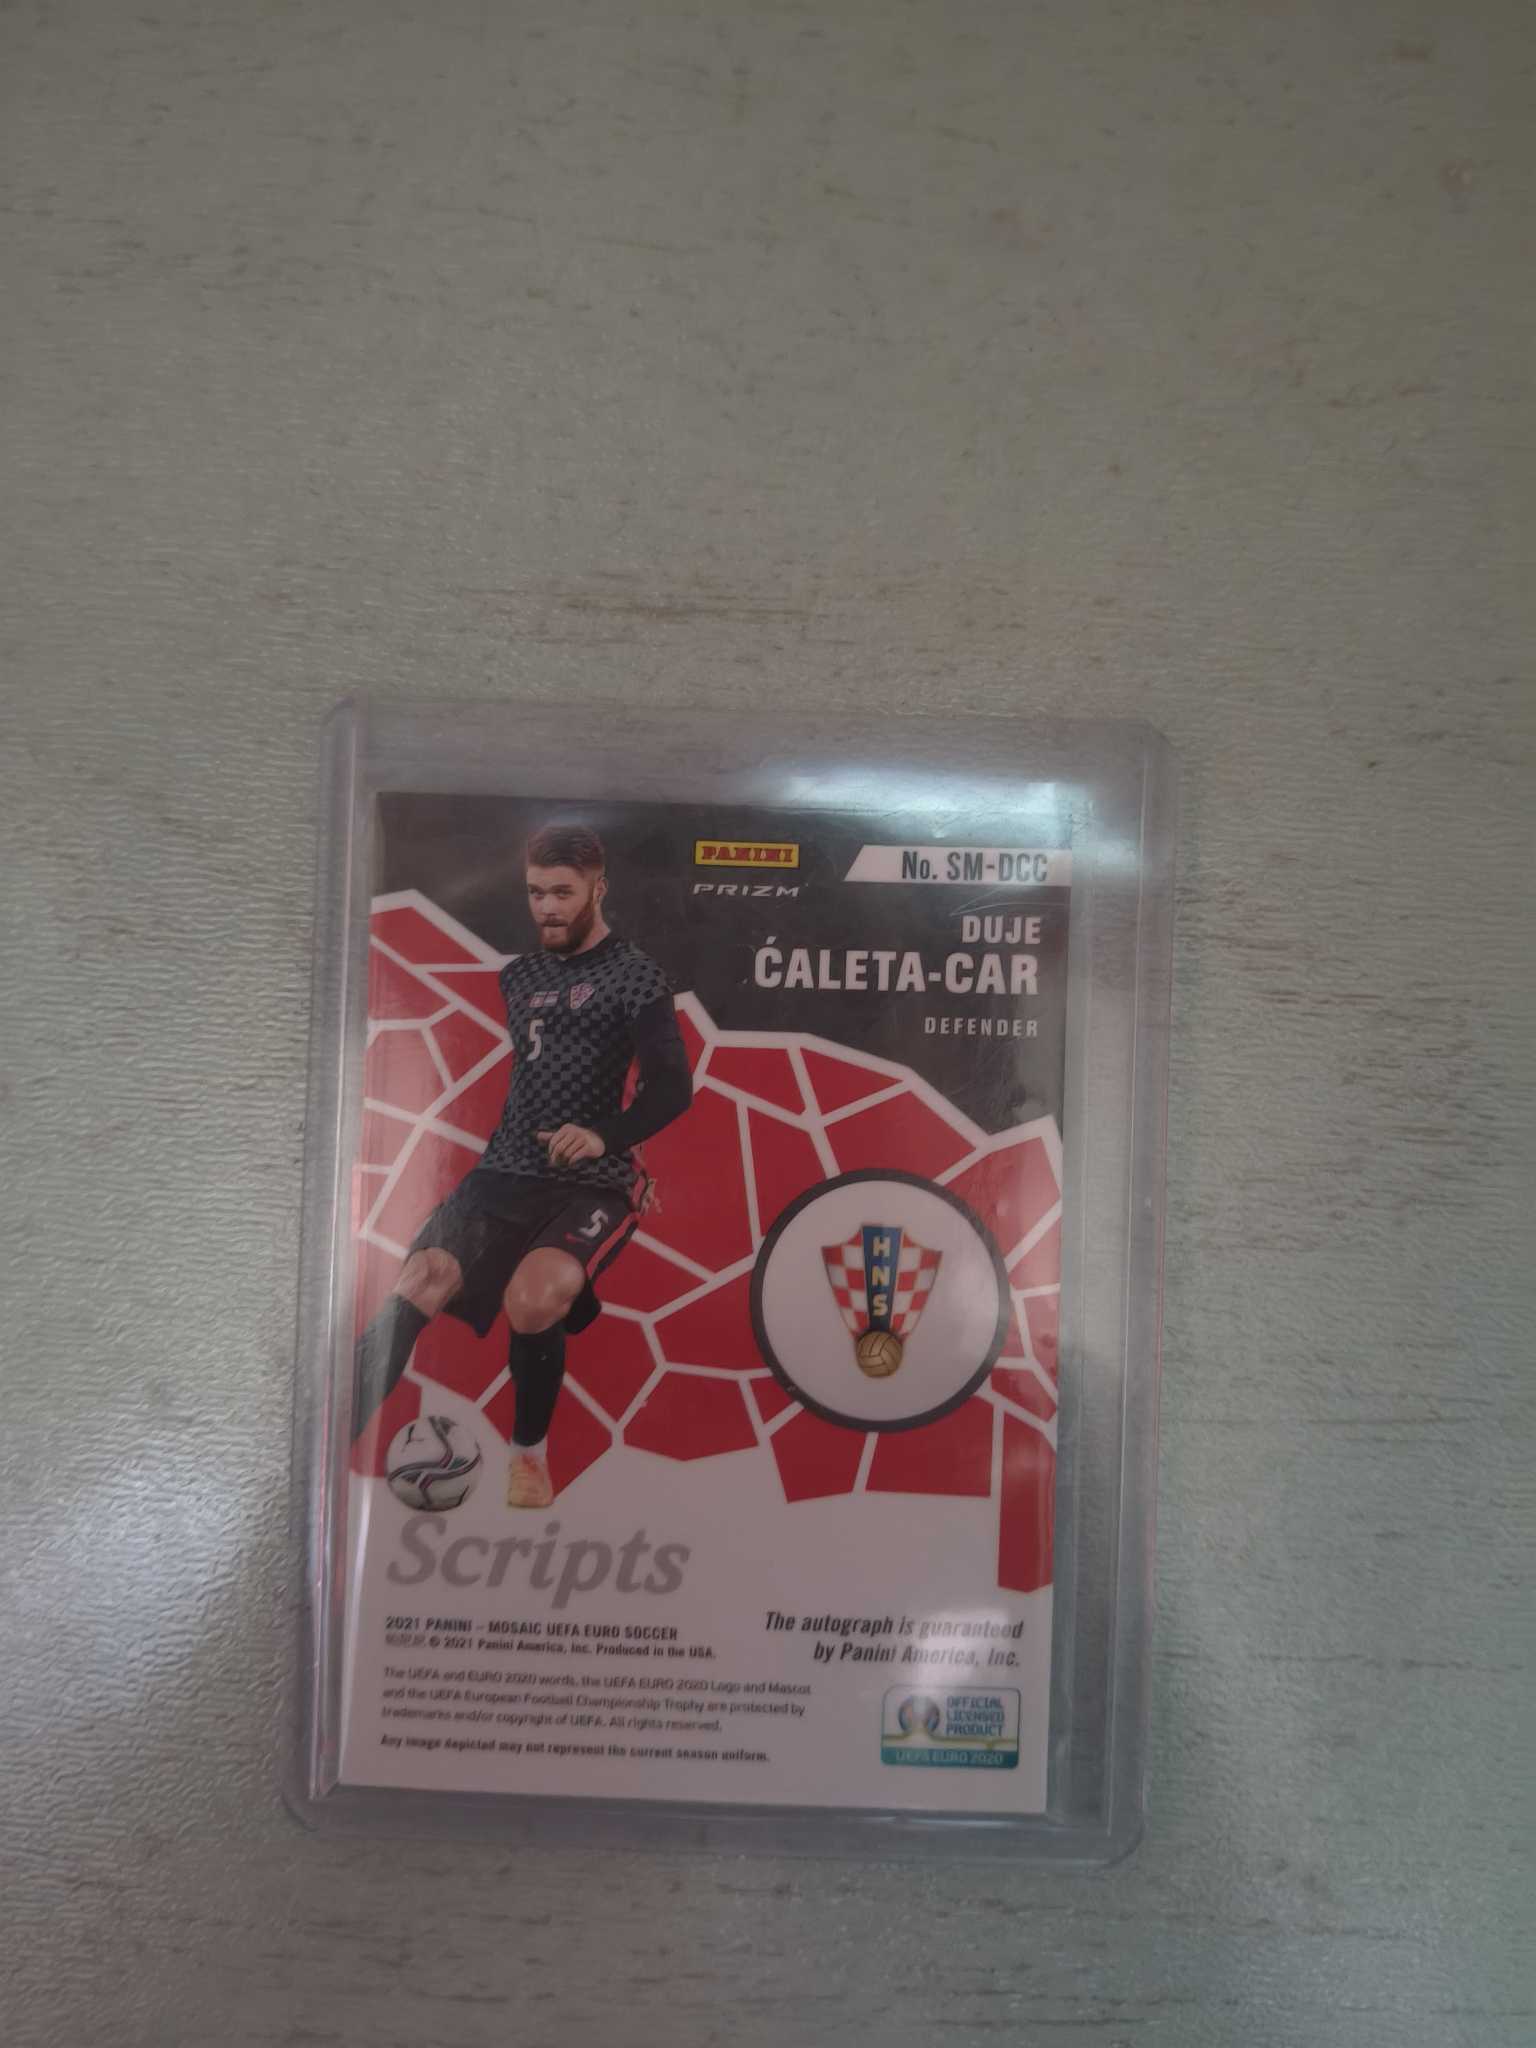 PANINI
PRIZM
No. SM-DCC
DUJE
ĆALETA-CAR
DEFENDER
5
5
H
N
S
Scripts
2021 PANINI – MOSAIC UEFA EURO SOCCER
© 2021 Panini America, Inc. Produced in the USA.
The autograph is guaranteed
by Panini America, Inc.
The UEFA and EURO 2020 words, the UEFA EURO 2020 Logo and Mascot
and the UEFA European Football Championship Trophy are protected by
trademarks and/or copyright of UEFA. All rights reserved.
Any image depicted may not represent the current season uniform.
OFFICIAL
LICENSED
PRODUCT
UEFA EURO 2020